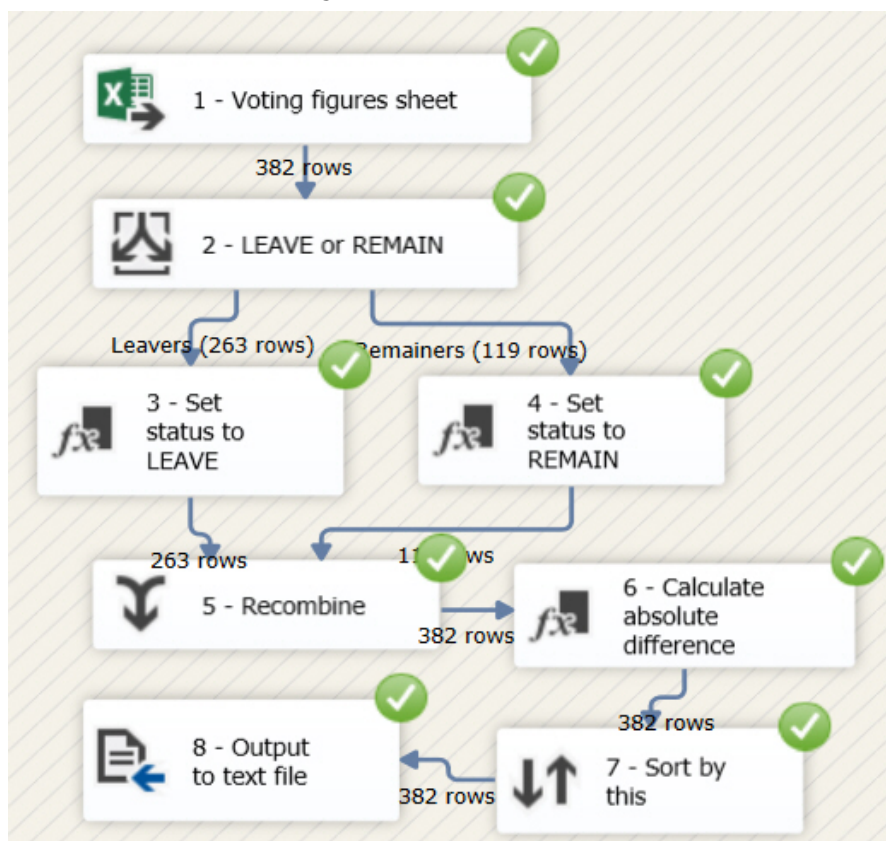 1 - Voting figures sheet
382 rows
2 - LEAVE or REMAIN
Leavers (263 rows)
Remainers (119 rows)
3 - Set
status to
LEAVE
4 - Set
status to
REMAIN
263 rows
5 - Recombine
382 rows
6 - Calculate
absolute
difference
382 rows
7 - Sort by
this
382 rows
8 - Output
to text file